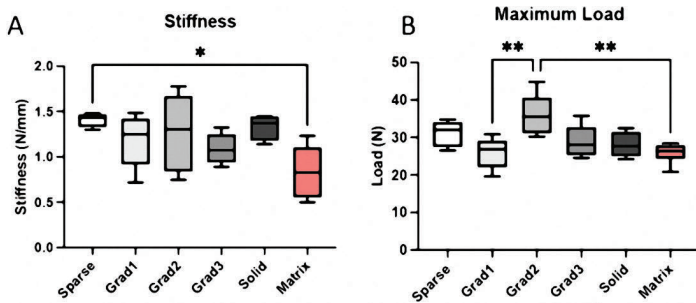 A
Stiffness
*
Stiffness (N/mm)
2.0
1.5
1.0
0.5
0.0
Sparse
Grad1
Grad2
Grad3
Solid
Matrix
B
Maximum Load
**
**
Load (N)
50
40
30
20
10
0
Sparse
Grad1
Grad2
Grad3
Solid
Matrix